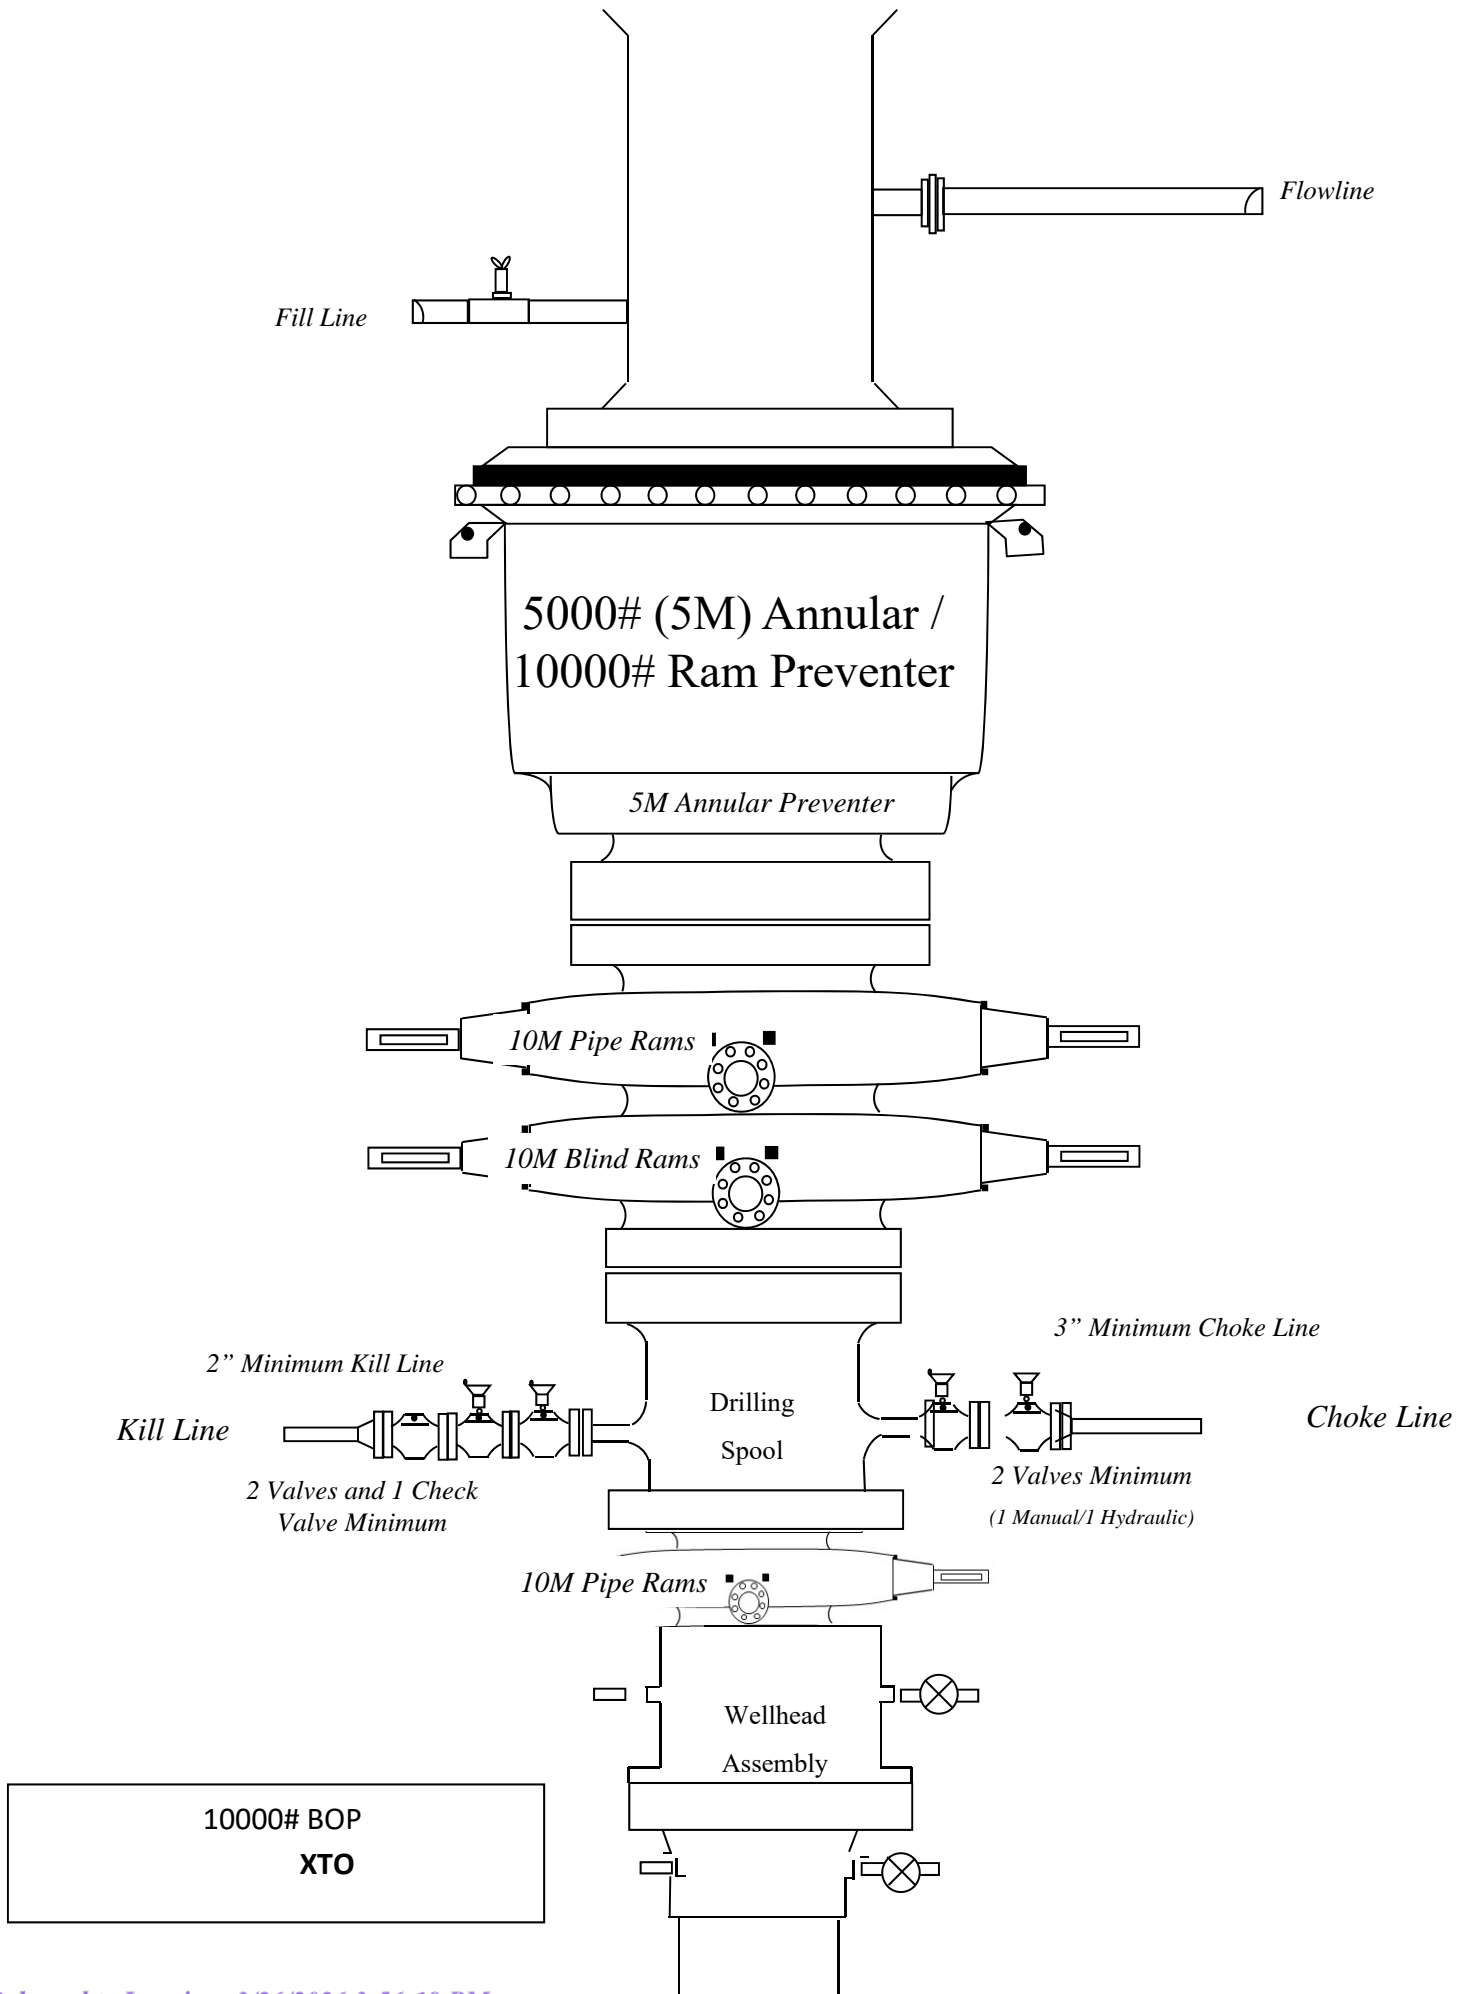 Flowline
Fill Line
5000# (5M) Annular /
10000# Ram Preventer
5M Annular Preventer
10M Pipe Rams
10M Blind Rams
3” Minimum Choke Line
2” Minimum Kill Line
Drilling
Spool
Kill Line
Choke Line
2 Valves and 1 Check
Valve Minimum
2 Valves Minimum
(1 Manual/1 Hydraulic)
10M Pipe Rams
Wellhead
Assembly
10000# BOP
XTO